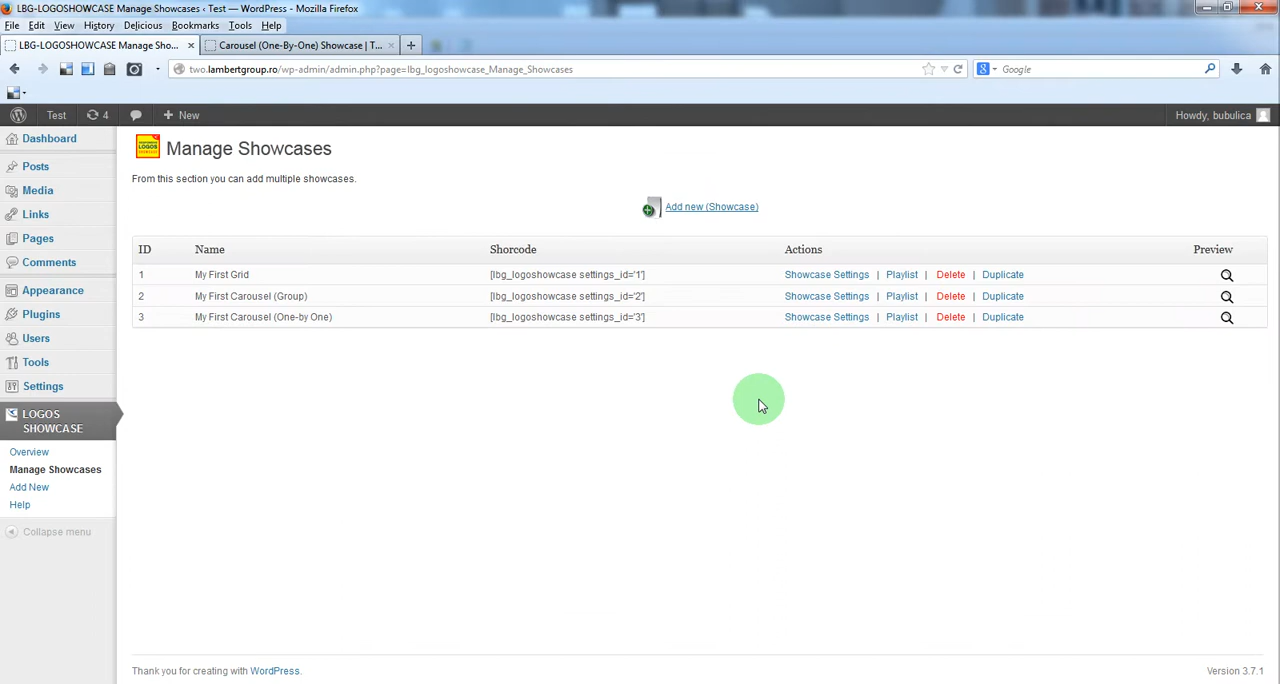 LBG-LOGOSHOWCASE Manage Showcases ‹ Test — WordPress - Mozilla Firefox
File Edit View History Delicious Bookmarks Tools Help
LBG-LOGOSHOWCASE Manage Sho... Carousel (One-By-One) Showcase | T...
two.lambertgroup.ro/wp-admin/admin.php?page=lbg_logoshowcase_Manage_Showcases Google
Test 4 New Howdy, bubulica
Dashboard
Posts
Media
Links
Pages
Comments
Appearance
Plugins
Users
Tools
Settings
LOGOS SHOWCASE
Overview
Manage Showcases
Add New
Help
Collapse menu
LOGOS
Manage Showcases
From this section you can add multiple showcases.
Add new (Showcase)
ID Name Shorcode Actions Preview
1 My First Grid [lbg_logoshowcase settings_id='1'] Showcase Settings | Playlist | Delete | Duplicate
2 My First Carousel (Group) [lbg_logoshowcase settings_id='2'] Showcase Settings | Playlist | Delete | Duplicate
3 My First Carousel (One-by One) [lbg_logoshowcase settings_id='3'] Showcase Settings | Playlist | Delete | Duplicate
Thank you for creating with WordPress. Version 3.7.1